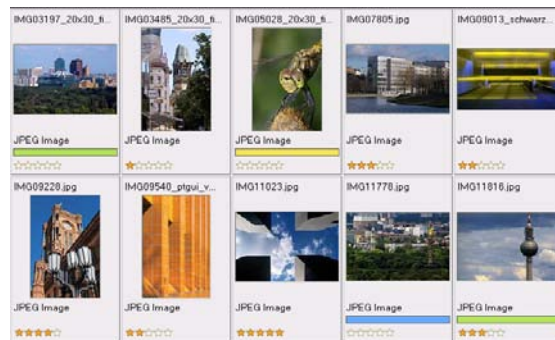 IMG03197_20x30_fi...
IMG03485_20x30_fi...
IMG05028_20x30_fi...
IMG07805.jpg
IMG09013_schwarz...
JPEG Image
JPEG Image
JPEG Image
JPEG Image
JPEG Image
IMG09228.jpg
IMG09540_ptgui_v...
IMG11023.jpg
IMG11778.jpg
IMG11816.jpg
JPEG Image
JPEG Image
JPEG Image
JPEG Image
JPEG Image